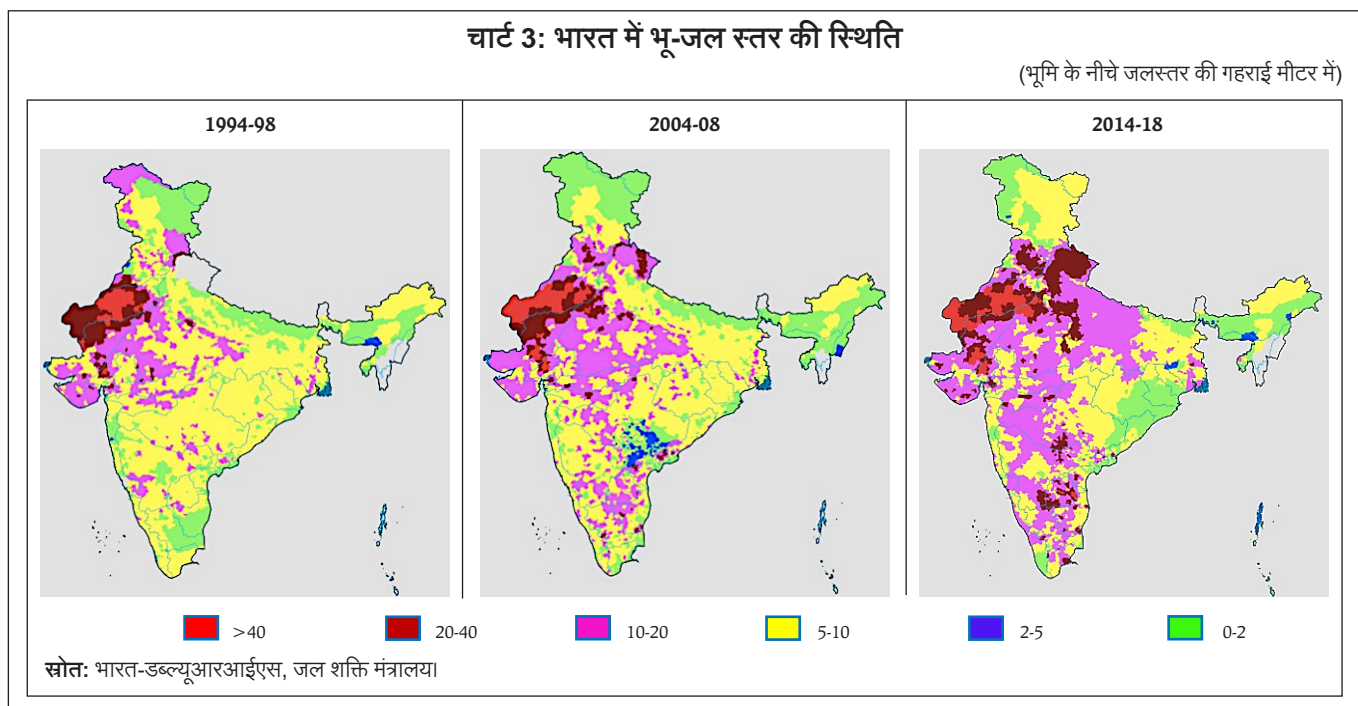 चार्ट 3: भारत में भू-जल स्तर की स्थिति
(भूमि के नीचे जलस्तर की गहराई मीटर में)
1994-98 2004-08 2014-18
>40 20-40 10-20 5-10 2-5 0-2
स्रोत: भारत-डब्ल्यूआरआईएस, जल शक्ति मंत्रालय।